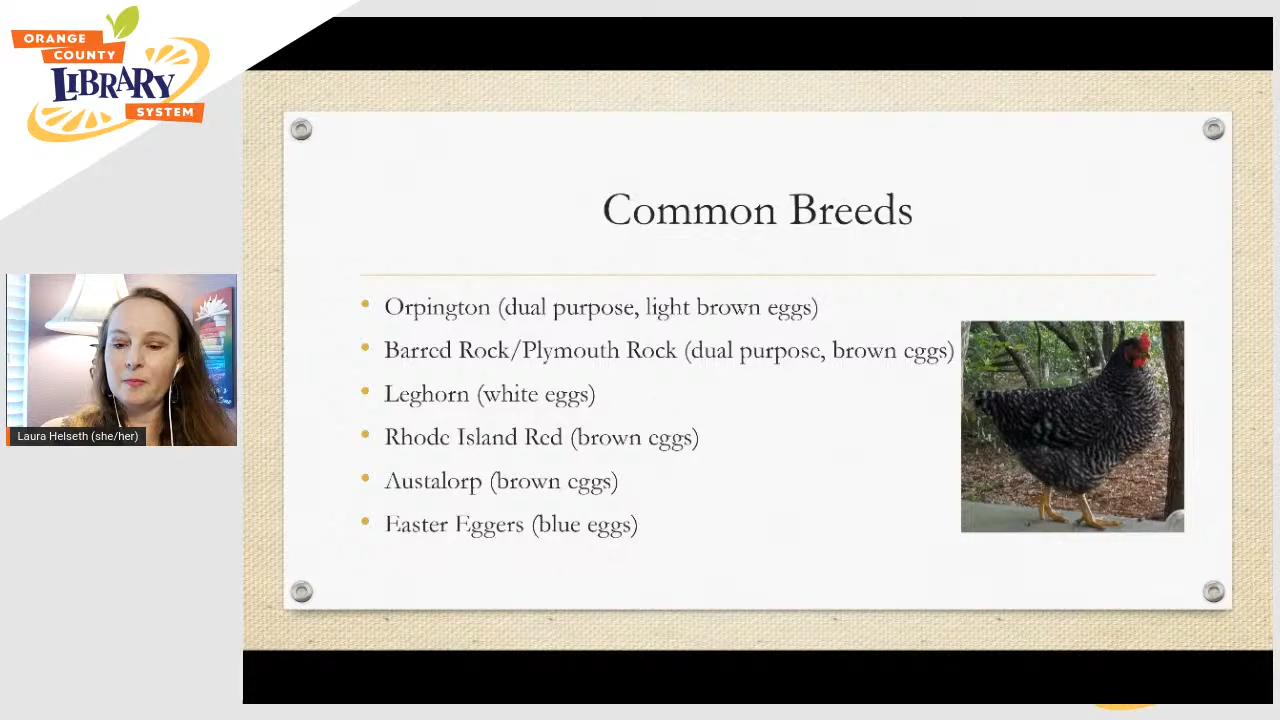 ORANGE
COUNTY
LIBRARY
SYSTEM
Common Breeds
• Orpington (dual purpose, light brown eggs)
• Barred Rock/Plymouth Rock (dual purpose, brown eggs)
• Leghorn (white eggs)
• Rhode Island Red (brown eggs)
• Austalorp (brown eggs)
• Easter Eggers (blue eggs)
Laura Helseth (she/her)